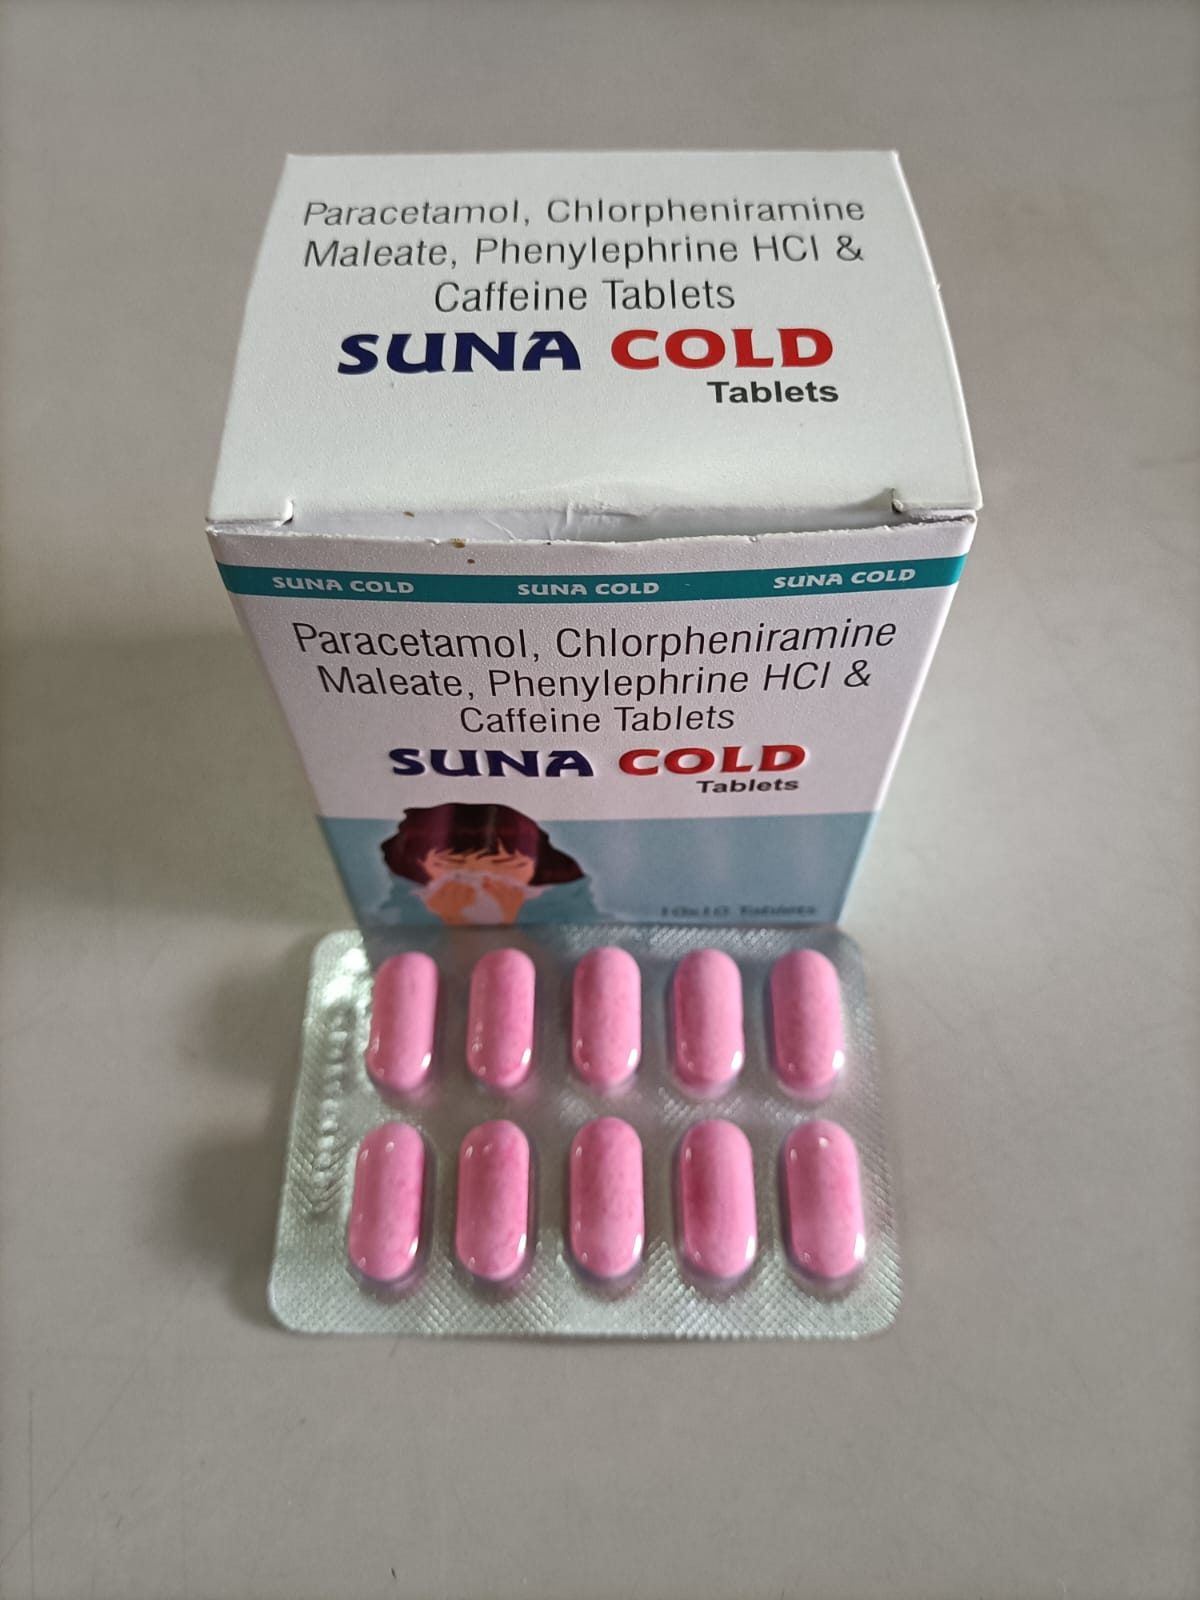 Paracetamol, Chlorpheniramine
Maleate, Phenylephrine HCl &
Caffeine Tablets
SUNA COLD
Tablets
SUNA COLD SUNA COLD SUNA COLD
Paracetamol, Chlorpheniramine
Maleate, Phenylephrine HCl &
Caffeine Tablets
SUNA COLD
Tablets
10x10 Tablets